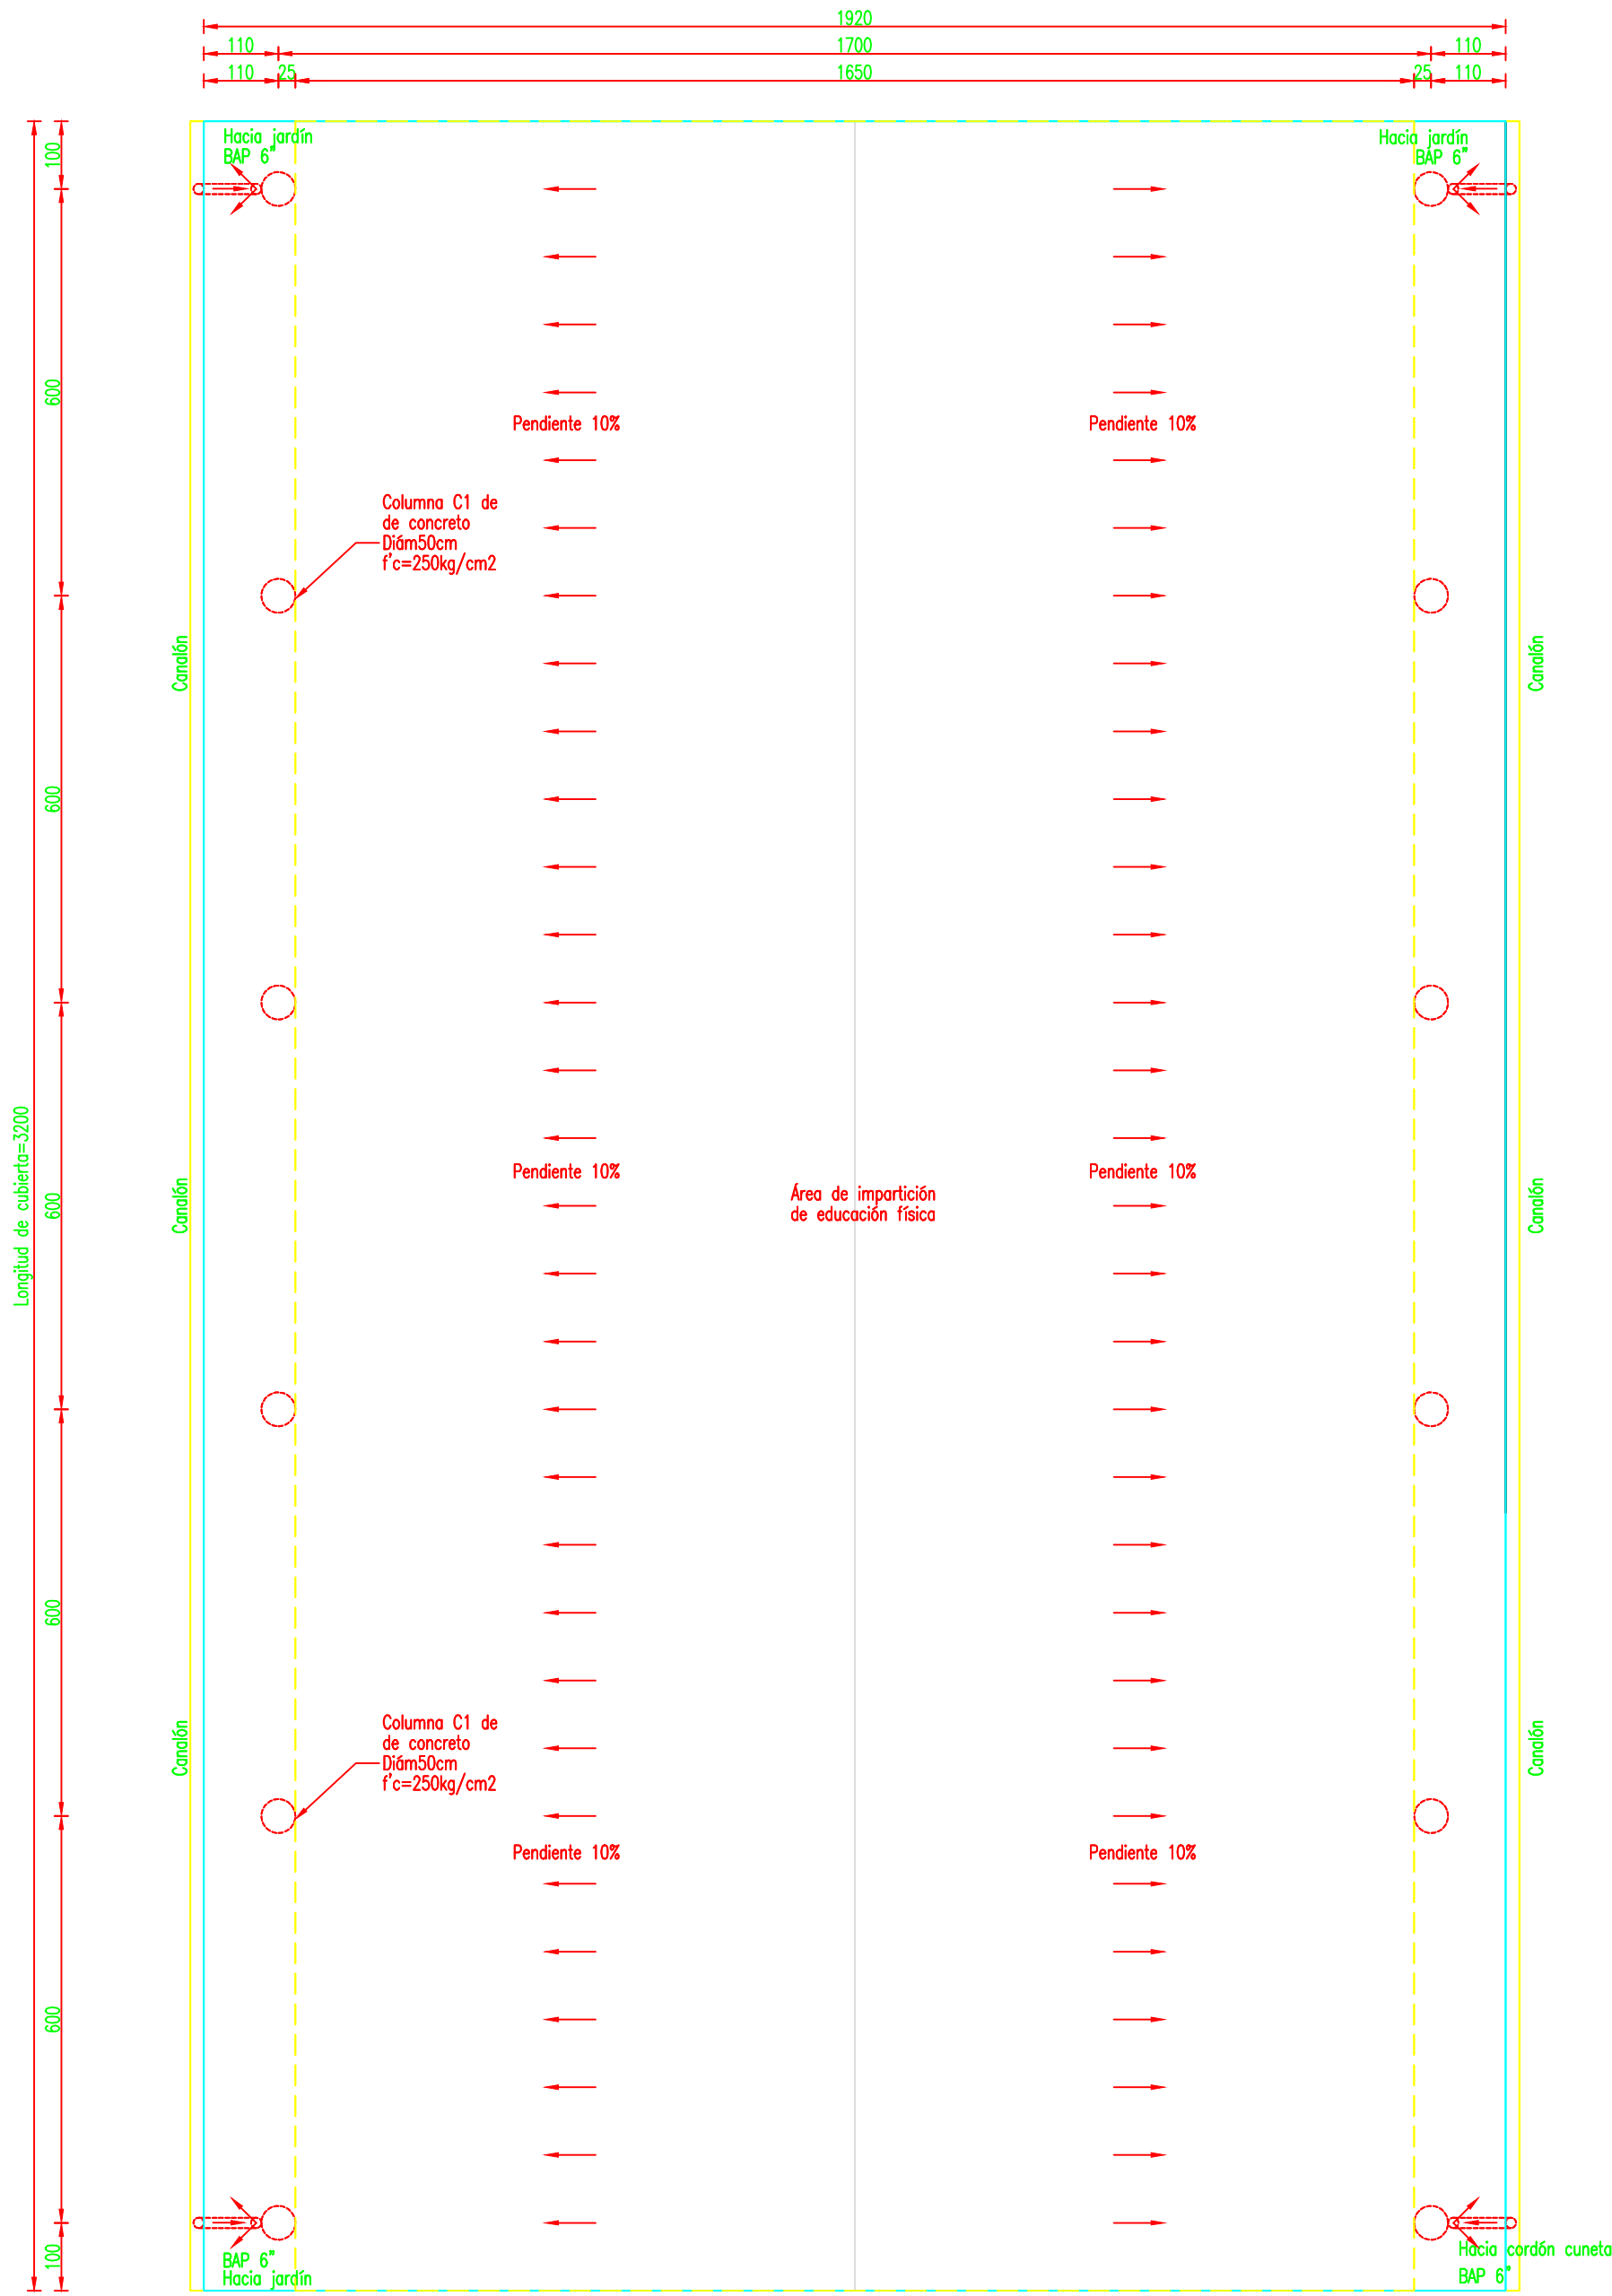 1920
110
1700
110
110
25
1650
25
110
Hacia jardín
BAP 6"
Hacia jardín
BAP 6"
100
600
Pendiente 10%
Pendiente 10%
Columna C1 de
de concreto
Diám50cm
f'c=250kg/cm2
Canalón
Canalón
600
Longitud de cubierta=3200
600
Canalón
Pendiente 10%
Pendiente 10%
Área de impartición
de educación física
Canalón
600
Columna C1 de
de concreto
Diám50cm
f'c=250kg/cm2
Canalón
Canalón
Pendiente 10%
Pendiente 10%
600
100
BAP 6"
Hacia jardín
Hacia cordón cuneta
BAP 6"